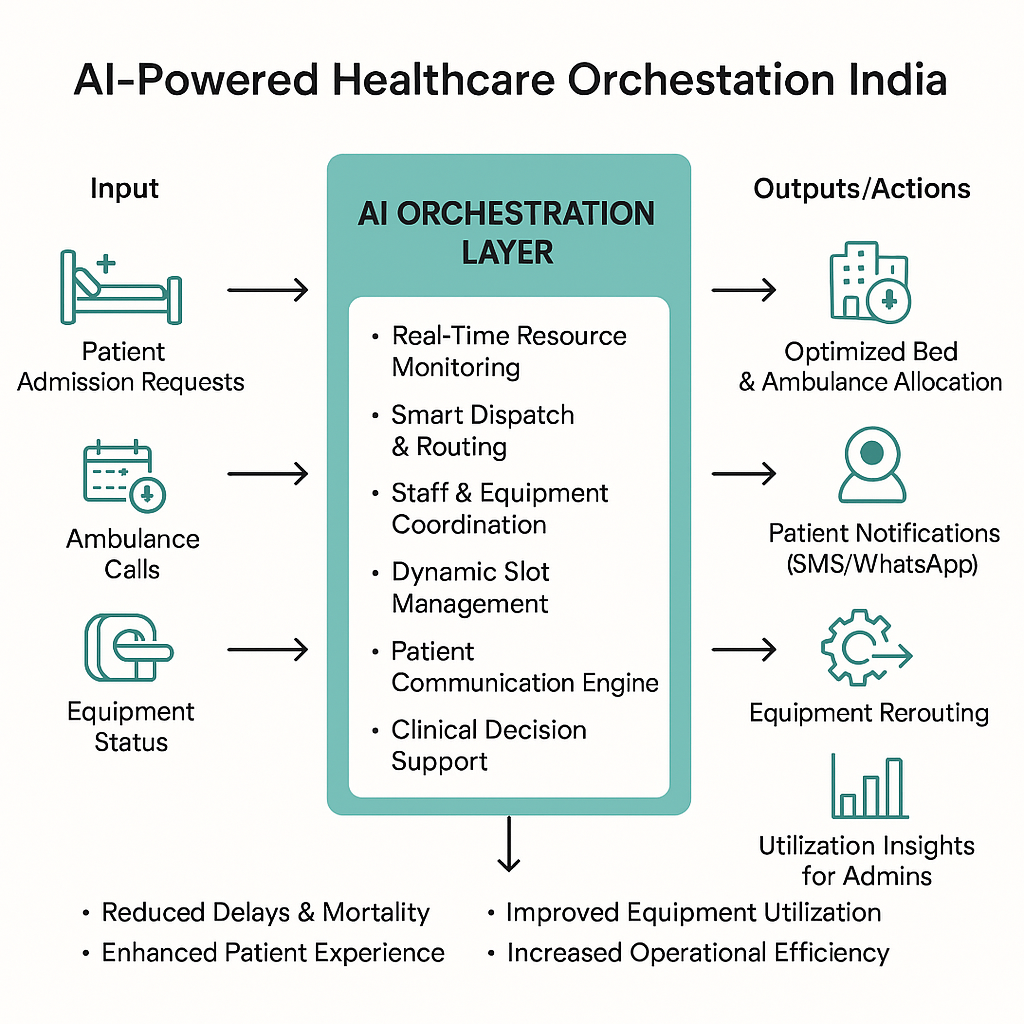 AI-Powered Healthcare Orchestation India
Input
Patient
Admission Requests
Ambulance
Calls
Equipment
Status
AI ORCHESTRATION
LAYER
• Real-Time Resource
Monitoring
• Smart Dispatch
& Routing
• Staff & Equipment
Coordination
• Dynamic Slot
Management
• Patient
Communication Engine
• Clinical Decision
Support
Outputs/Actions
Optimized Bed
& Ambulance Allocation
Patient Notifications
(SMS/WhatsApp)
Equipment Rerouting
Utilization Insights
for Admins
• Reduced Delays & Mortality
• Enhanced Patient Experience
• Improved Equipment Utilization
• Increased Operational Efficiency